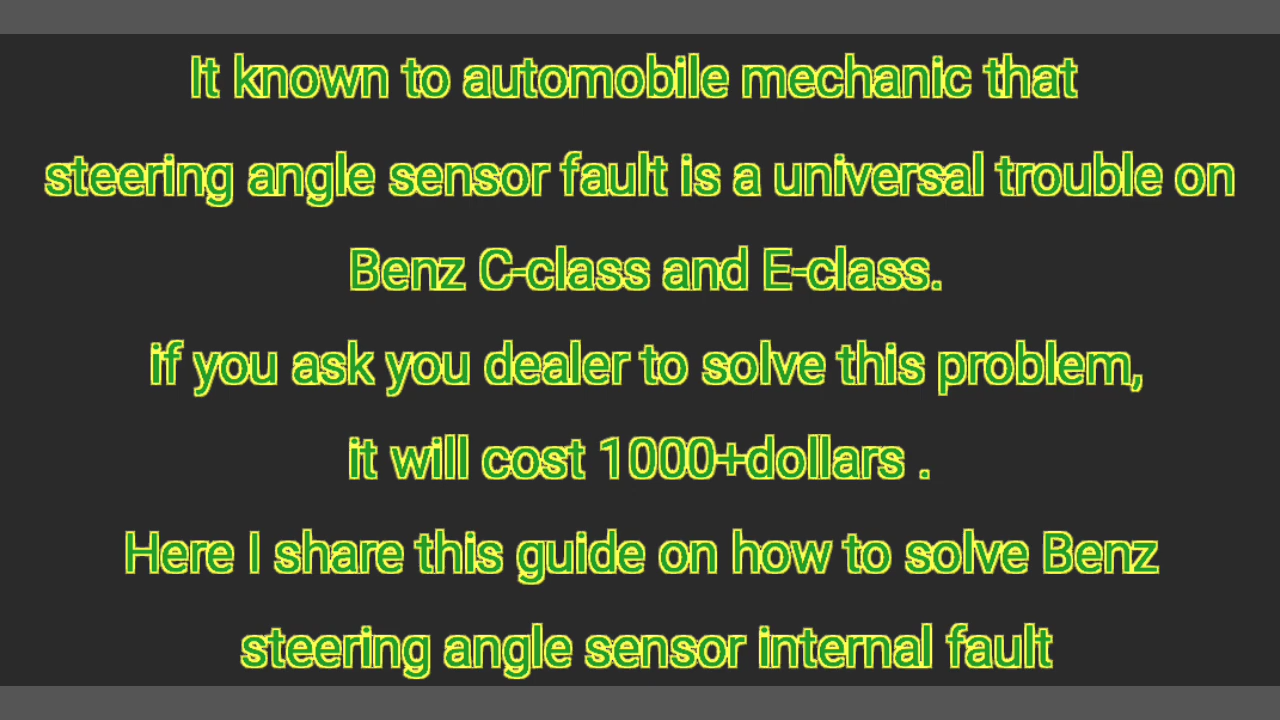 It known to automobile mechanic that
steering angle sensor fault is a universal trouble on
Benz C-class and E-class.
if you ask you dealer to solve this problem,
it will cost 1000+dollars .
Here I share this guide on how to solve Benz
steering angle sensor internal fault